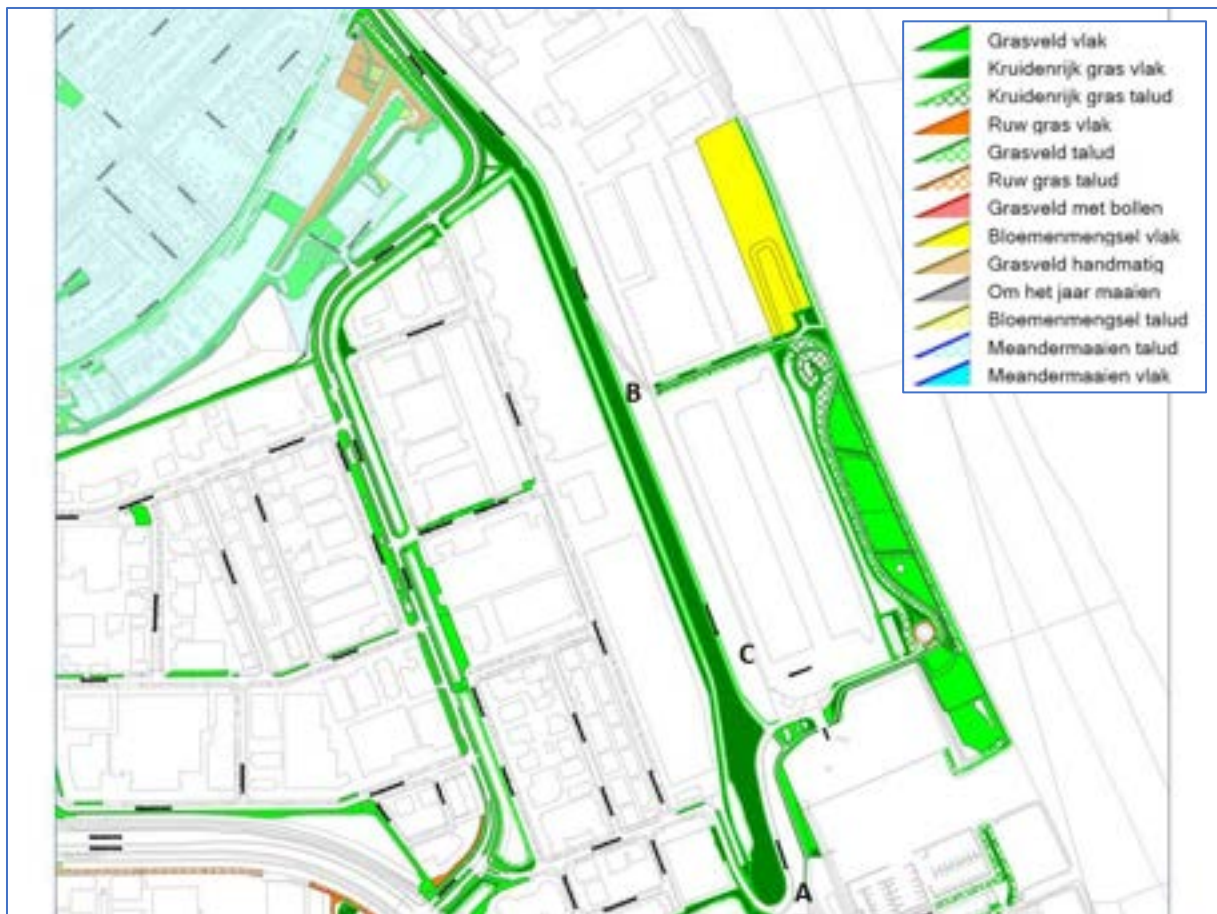 Grasveld vlak
Kruidenrijk gras vlak
Kruidenrijk gras talud
Ruw gras vlak
Grasveld talud
Ruw gras talud
Grasveld met bollen
Bloemenmengsel vlak
Grasveld handmatig
Om het jaar maaien
Bloemenmengsel talud
Meandermaaien talud
Meandermaaien vlak
B
C
A